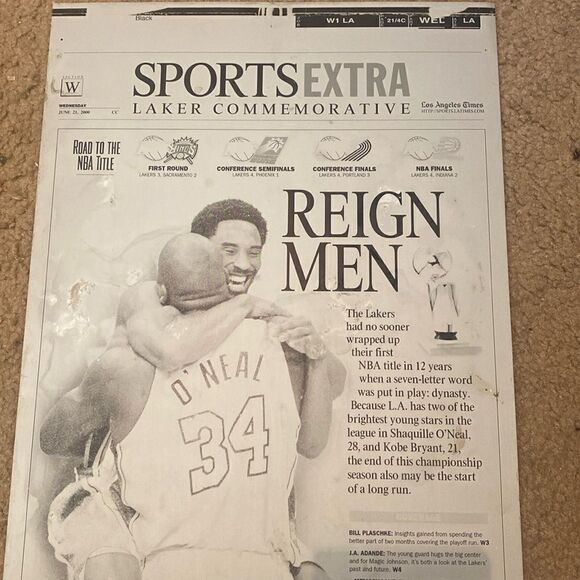 Black
W1 LA 21/4C WEL LA
SECTION
W
WEDNESDAY
JUNE 21, 2000 CC
SPORTS EXTRA
LAKER COMMEMORATIVE
Los Angeles Times
HTTP://SPORTS.LATIMES.COM
ROAD TO THE
NBA TITLE
FIRST ROUND
LAKERS 3, SACRAMENTO 2
CONFERENCE SEMIFINALS
LAKERS 4, PHOENIX 1
CONFERENCE FINALS
LAKERS 4, PORTLAND 3
NBA FINALS
LAKERS 4, INDIANA 2
REIGN
MEN
The Lakers
had no sooner
wrapped up
their first
NBA title in 12 years
when a seven-letter word
was put in play: dynasty.
Because L.A. has two of the
brightest young stars in the
league in Shaquille O'Neal,
28, and Kobe Bryant, 21,
the end of this championship
season also may be the start
of a long run.
O'NEAL
34
BILL PLASCHKE: Insights gained from spending the
better part of two months covering the playoff run. W3
J.A. ADANDE: The young guard hugs the big center
and for Magic Johnson, it's both a look at the Lakers'
past and future. W4